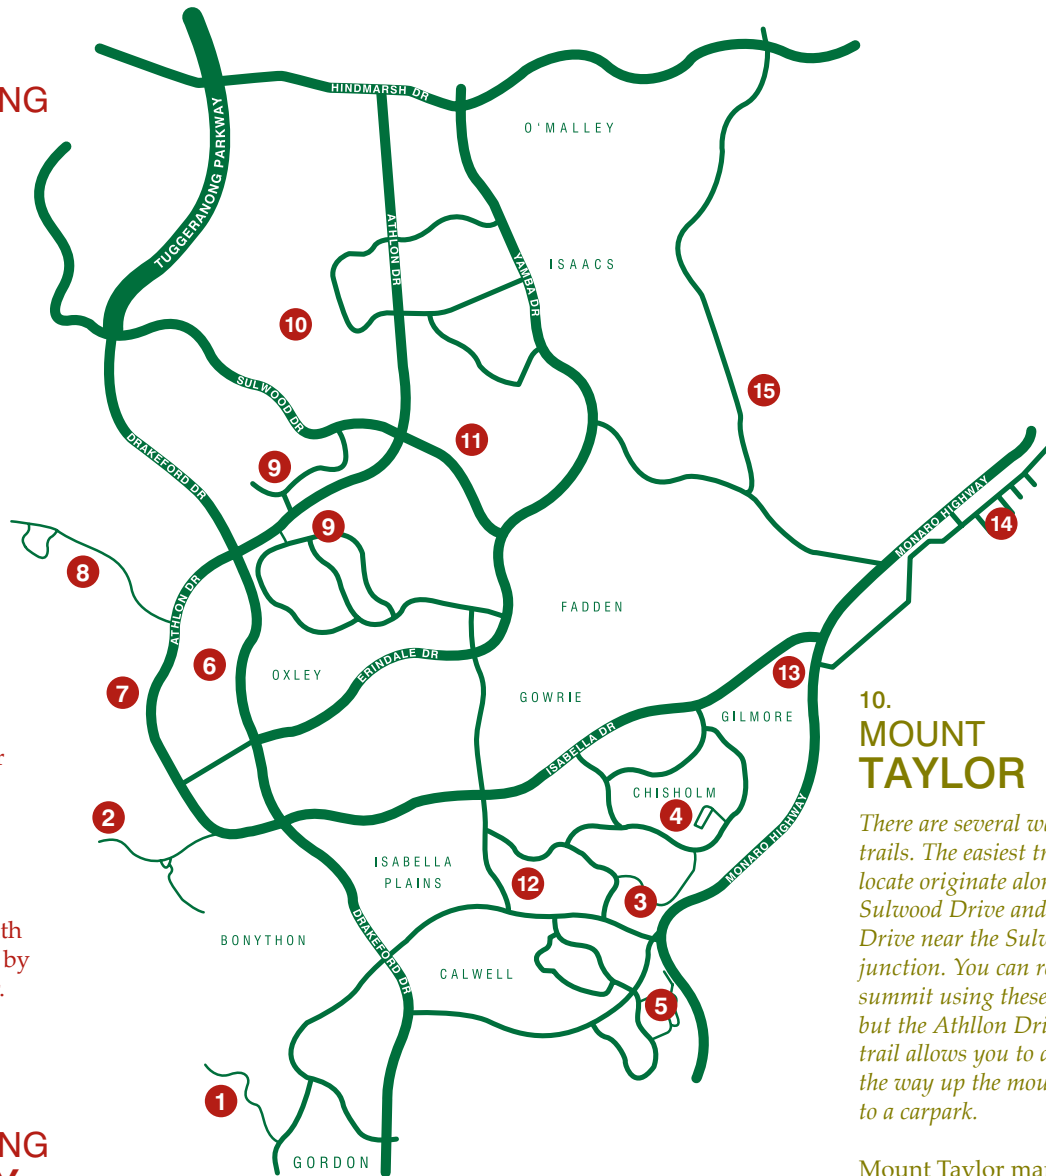 NG
HINDMARSH DR
O'MALLEY
TUGGERANONG PARKWAY
ATHLON DR
YAMBA DR
ISAACS
10
SULWOOD DR
15
11
DRAKEFORD DR
9
MONARO HIGHWAY
9
14
8
ATHLON DR
FADDEN
6
OXLEY
ERINDALE DR
13
7
GOWRIE
GILMORE
ISABELLA DR
CHISHOLM
4
2
MONARO HIGHWAY
ISABELLA
PLAINS
12
3
DRAKEFORD DR
BONYTHON
CALWELL
5
1
GORDON
r
th
by
.
NG
10.
MOUNT
TAYLOR
There are several w
trails. The easiest tr
locate originate alon
Sulwood Drive and
Drive near the Sulw
junction. You can r
summit using these
but the Athllon Dri
trail allows you to a
the way up the mou
to a carpark.
Mount Taylor ma